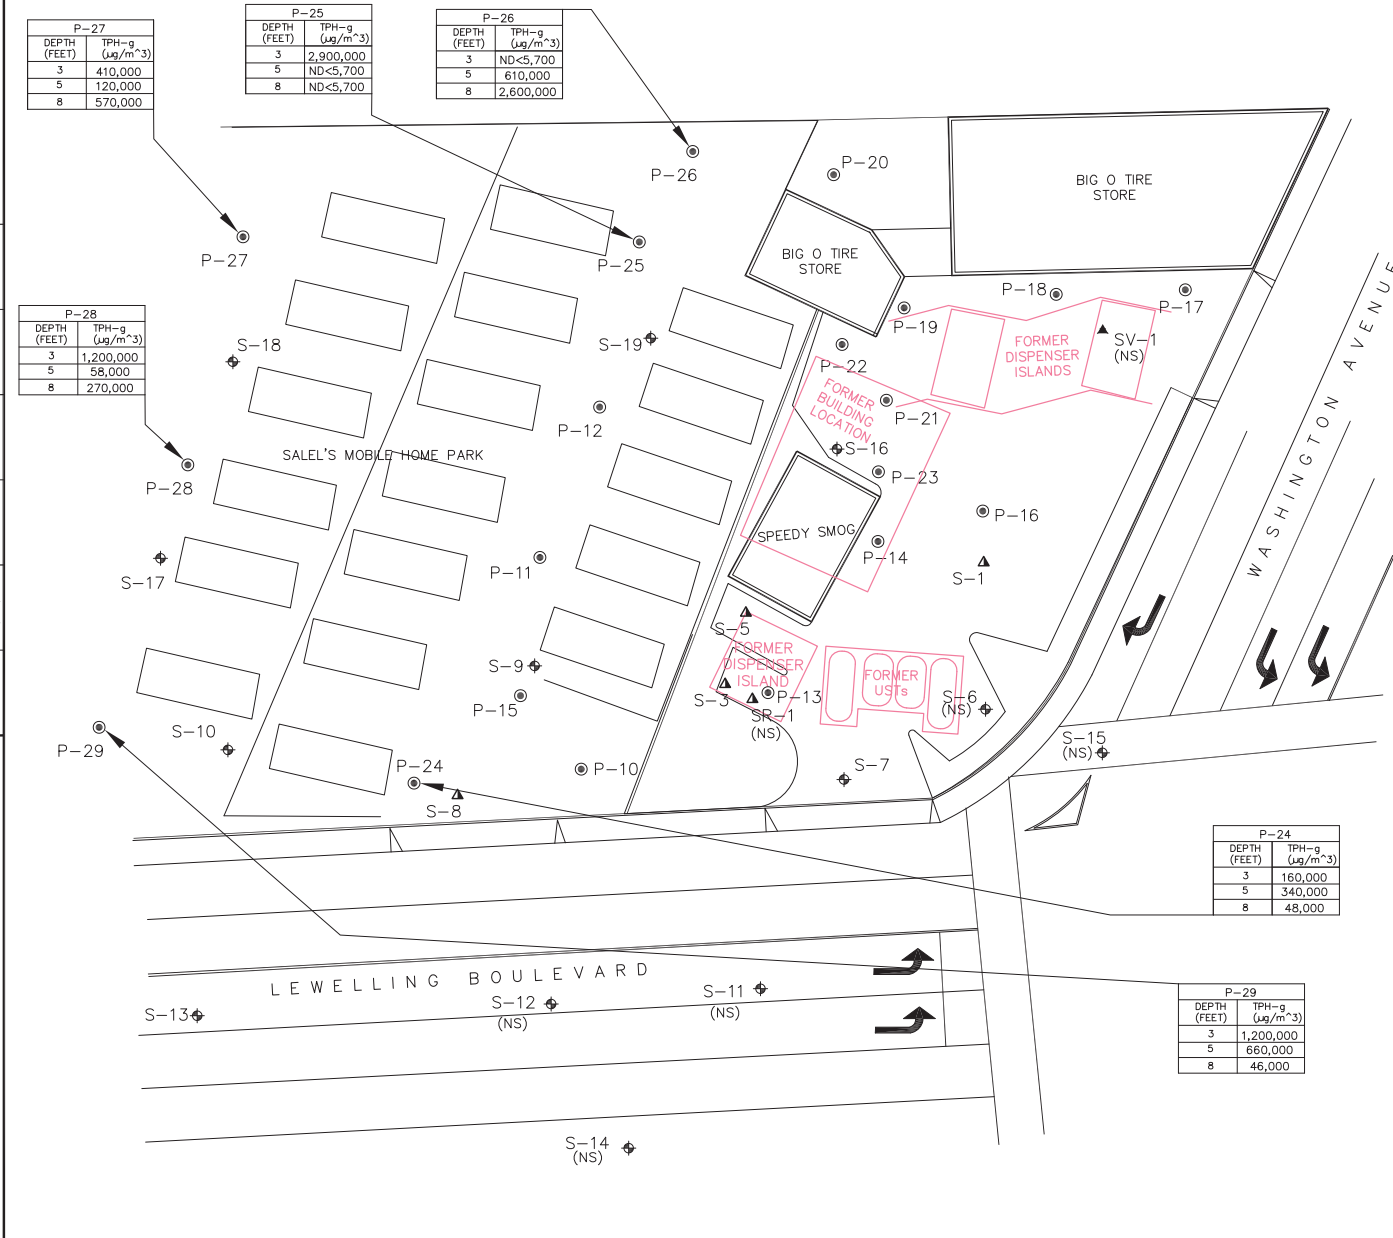 P-27
DEPTH (FEET) TPH-g (µg/m^3)
3 410,000
5 120,000
8 570,000
P-25
DEPTH (FEET) TPH-g (µg/m^3)
3 2,900,000
5 ND<5,700
8 ND<5,700
P-26
DEPTH (FEET) TPH-g (µg/m^3)
3 ND<5,700
5 610,000
8 2,600,000
P-26
P-20
BIG O TIRE
STORE
P-27
P-25
BIG O TIRE
STORE
P-18
P-17
P-19
P-28
DEPTH (FEET) TPH-g (µg/m^3)
3 1,200,000
5 58,000
8 270,000
S-18
S-19
P-22
FORMER
DISPENSER
ISLANDS
SV-1
(NS)
WASHINGTON AVENUE
FORMER
BUILDING
LOCATION
P-12
P-21
SALEL'S MOBILE HOME PARK
S-16
P-28
P-23
P-16
SPEEDY SMOG
P-14
S-17
P-11
S-1
S-5
FORMER
DISPENSER
ISLAND
S-9
FORMER
USTs
S-3
P-13
SR-1
(NS)
S-6
(NS)
P-15
P-29
S-10
S-15
(NS)
P-24
P-10
S-7
S-8
P-24
DEPTH (FEET) TPH-g (µg/m^3)
3 160,000
5 340,000
8 48,000
LEWELLING BOULEVARD
S-13
S-12
(NS)
S-11
(NS)
P-29
DEPTH (FEET) TPH-g (µg/m^3)
3 1,200,000
5 660,000
8 46,000
S-14
(NS)